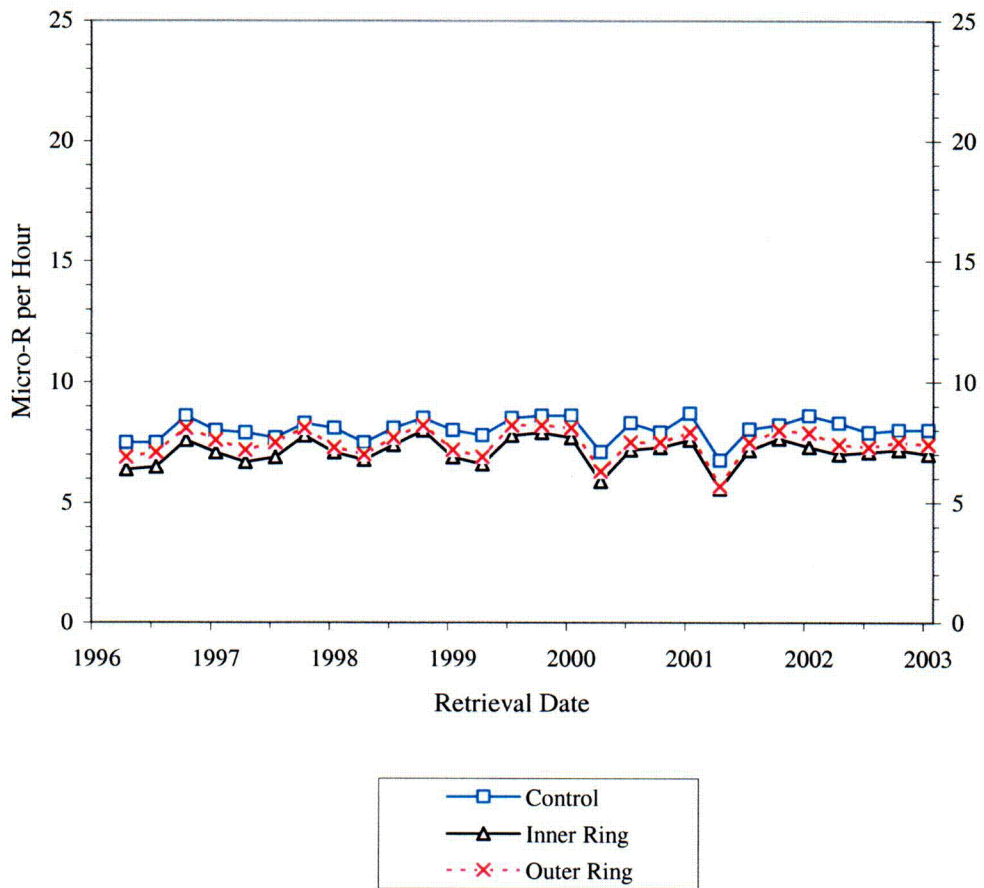 25 25
20 20
15 15
10 10
5 5
0 0
Micro-R per Hour
1996 1997 1998 1999 2000 2001 2002 2003
Retrieval Date
Control
Inner Ring
Outer Ring